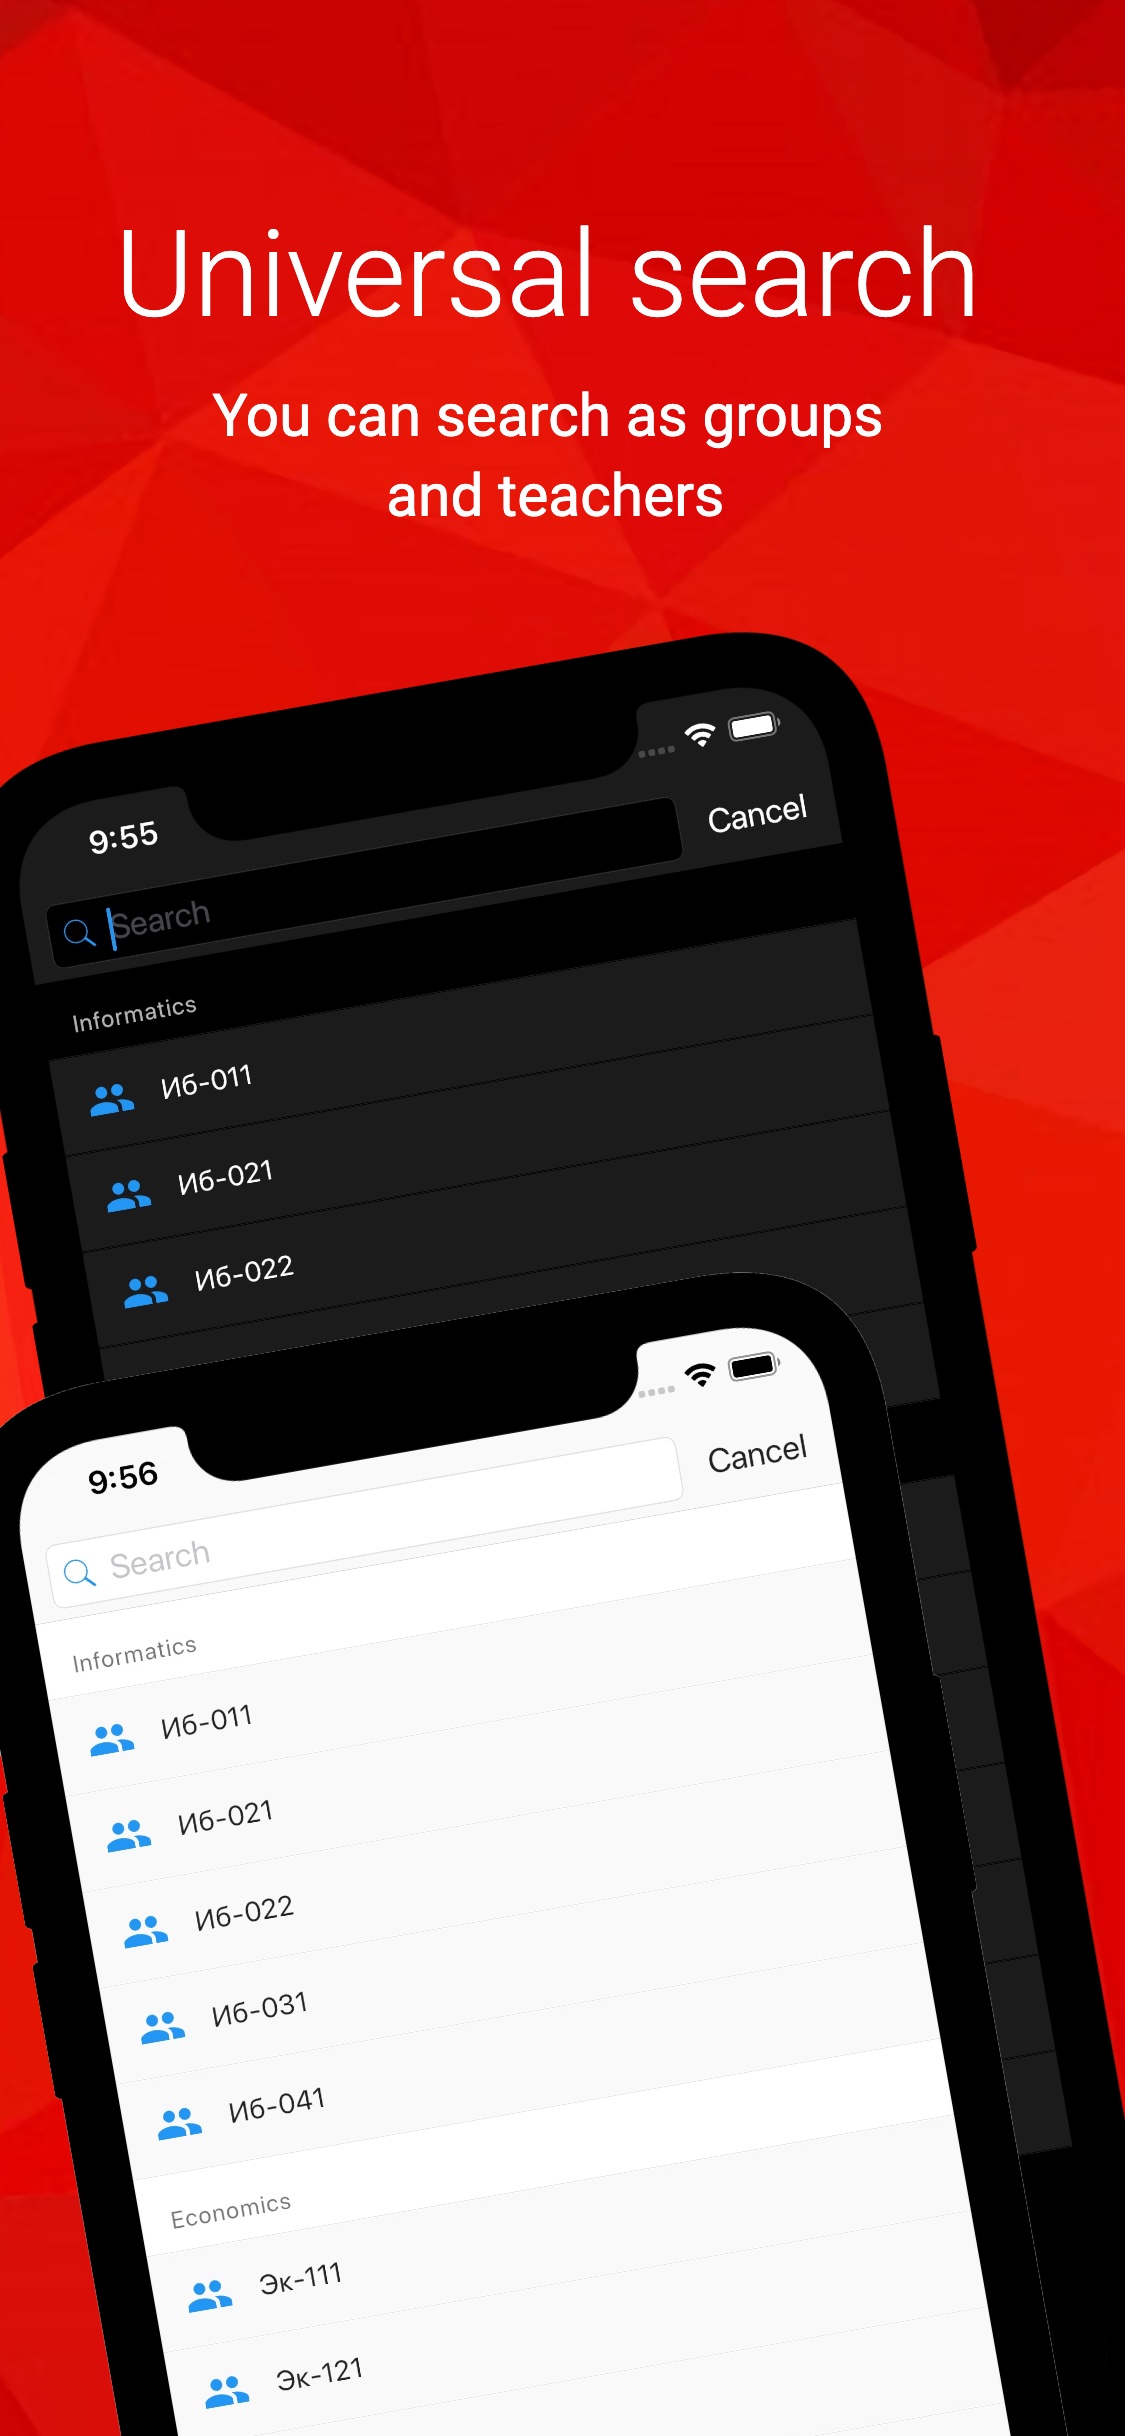 Universal search
You can search as groups
and teachers
9:55
Cancel
Search
Informatics
Иб-011
Иб-021
Иб-022
9:56
Cancel
Search
Informatics
Иб-011
Иб-021
Иб-022
Иб-031
Иб-041
Economics
Эк-111
Эк-121